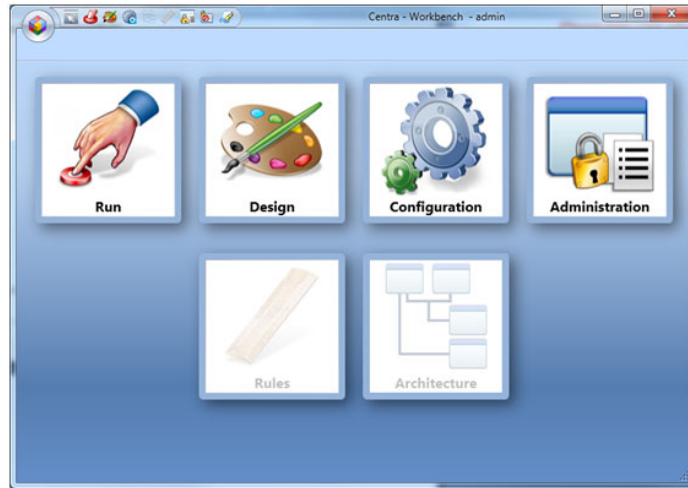 Centra - Workbench - admin
Run
Design
Configuration
Administration
Rules
Architecture